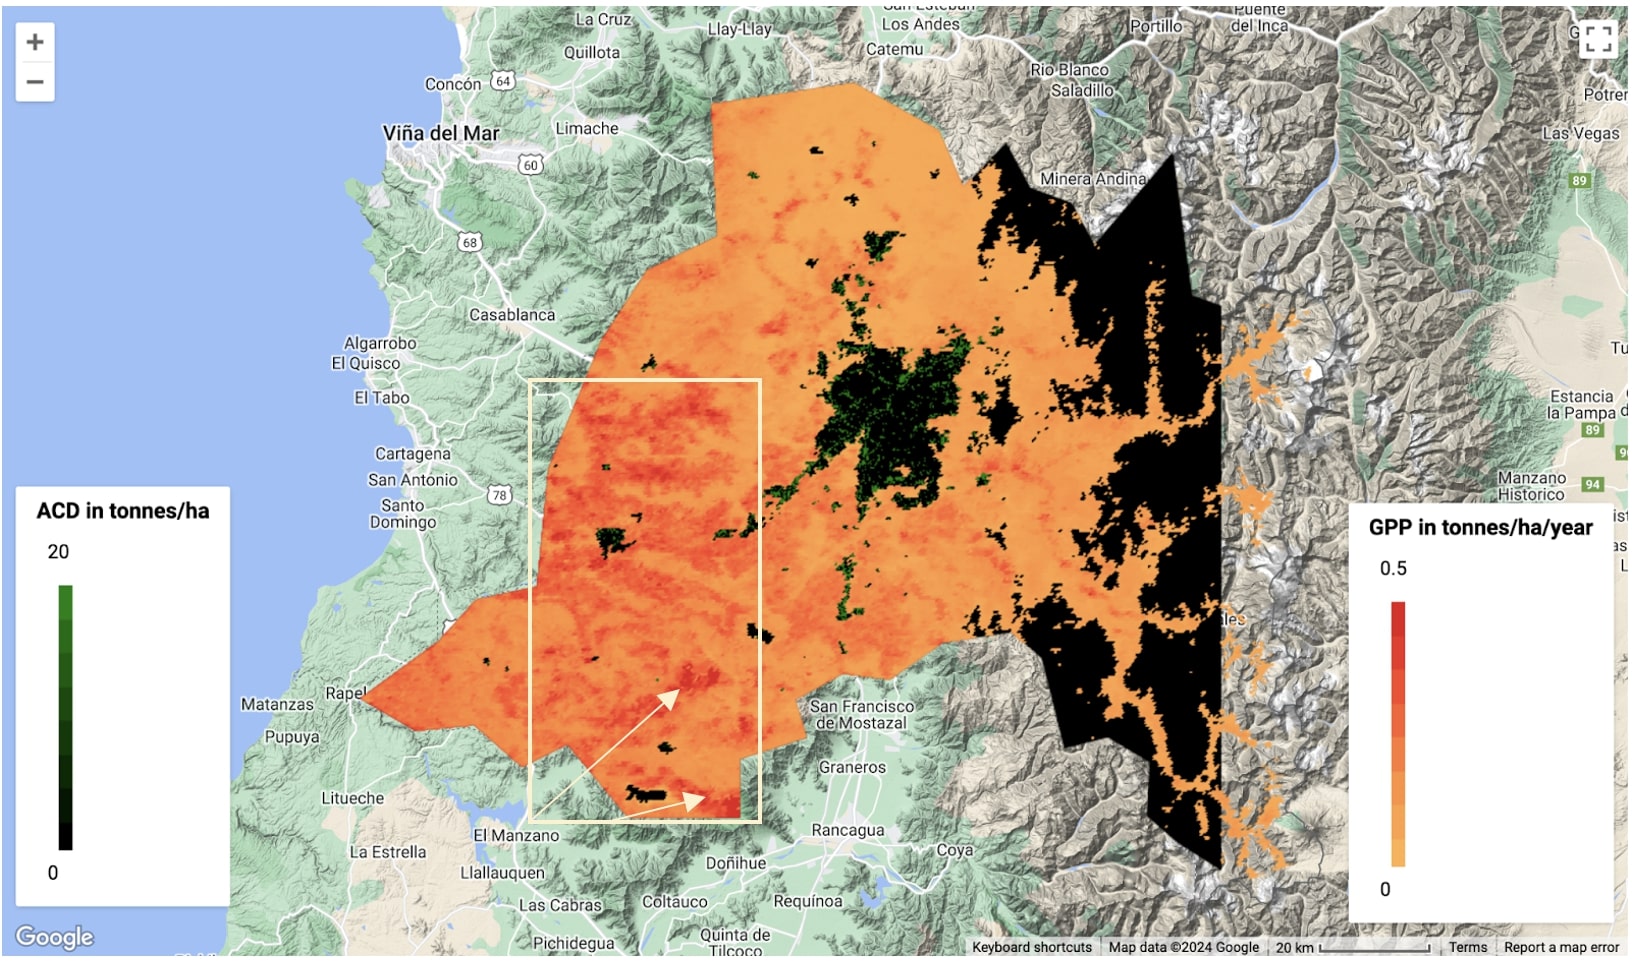 +
−
La Cruz
Llay-Llay
San Esteban
Los Andes
Portillo
Puente
del Inca
Quillota
Catemu
Rio Blanco
Saladillo
Concón
64
Potrer
Viña del Mar
Limache
60
Las Vegas
89
Minera Andina
68
Casablanca
Algarrobo
El Quisco
El Tabo
Estancia
la Pampa
89
Cartagena
San Antonio
78
Santo
Domingo
Manzano
Historico
94
ACD in tonnes/ha
20
0
GPP in tonnes/ha/year
0.5
0
Rapel
Matanzas
Pupuya
San Francisco
de Mostazal
Graneros
Litueche
El Manzano
Rancagua
La Estrella
Doñihue
Coya
Llallauquen
Las Cabras
Coltauco
Requínoa
Quinta de
Tilcoco
Pichidegua
Google
Keyboard shortcuts
Map data ©2024 Google
20 km
Terms
Report a map error